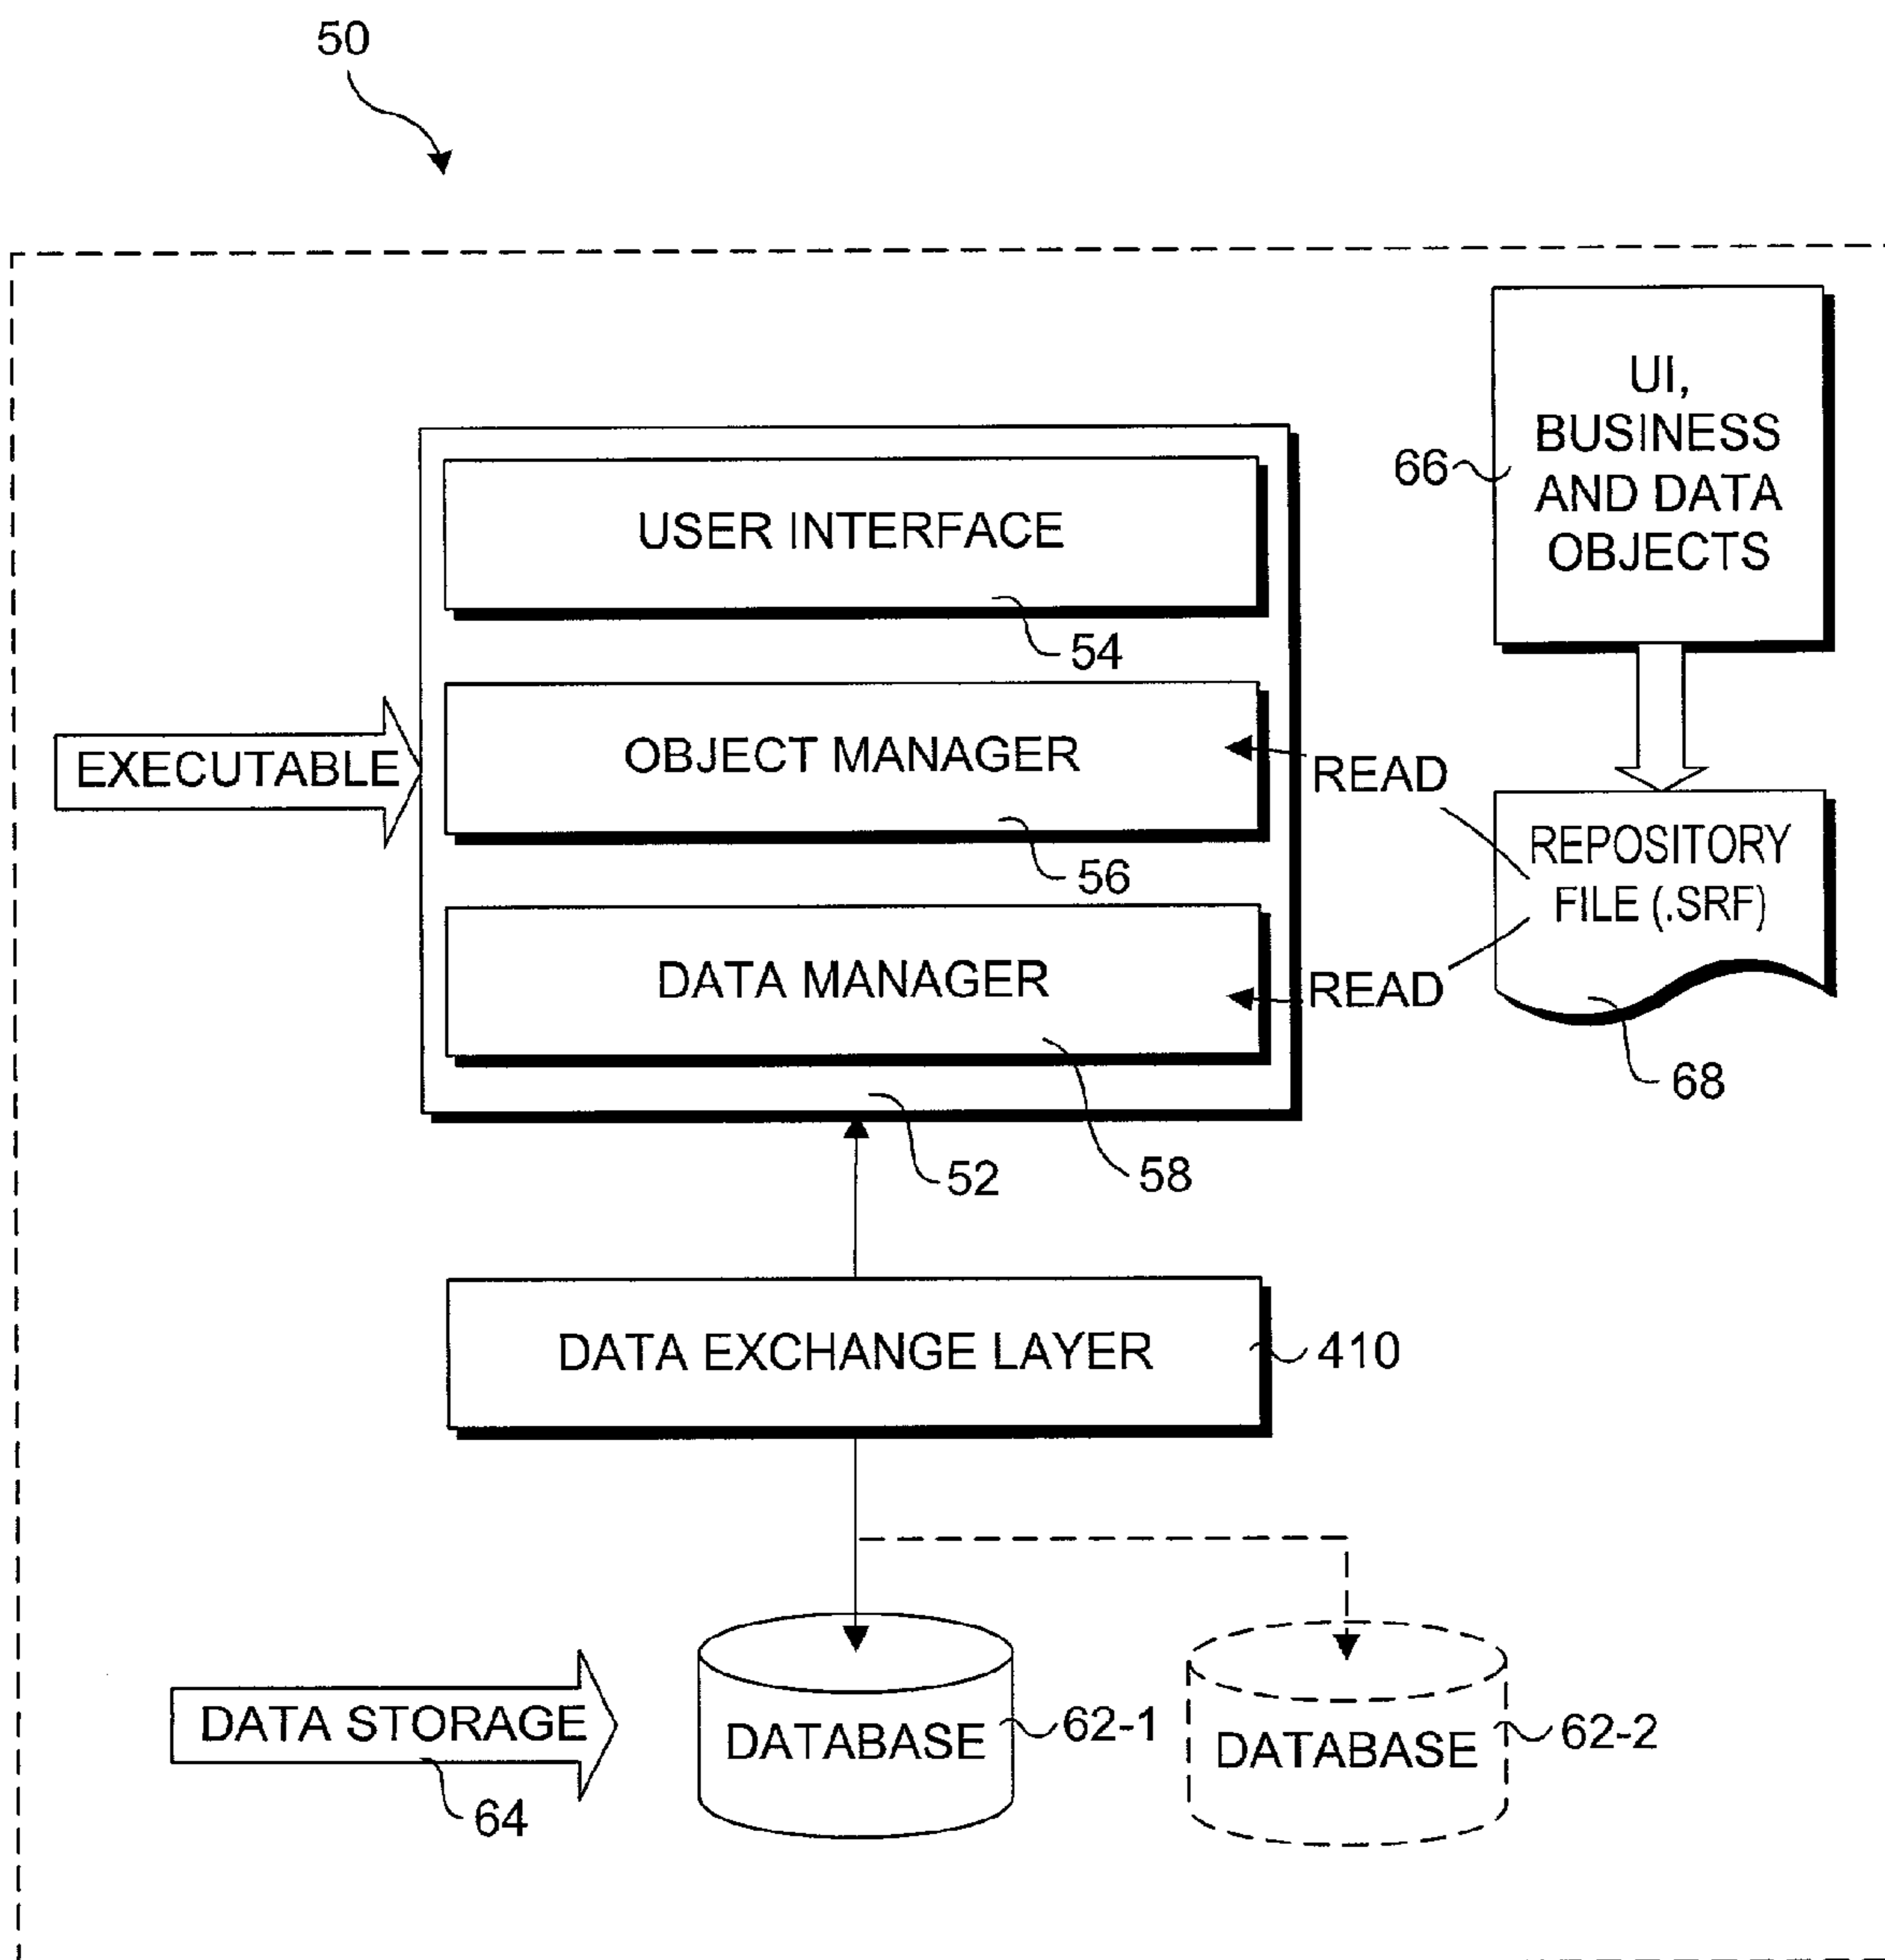 50
UI,
BUSINESS
AND DATA
OBJECTS
66
USER INTERFACE
54
EXECUTABLE
OBJECT MANAGER
READ
56
REPOSITORY
FILE (.SRF)
DATA MANAGER
READ
68
58
52
DATA EXCHANGE LAYER
410
DATA STORAGE
64
DATABASE
62-1
DATABASE
62-2